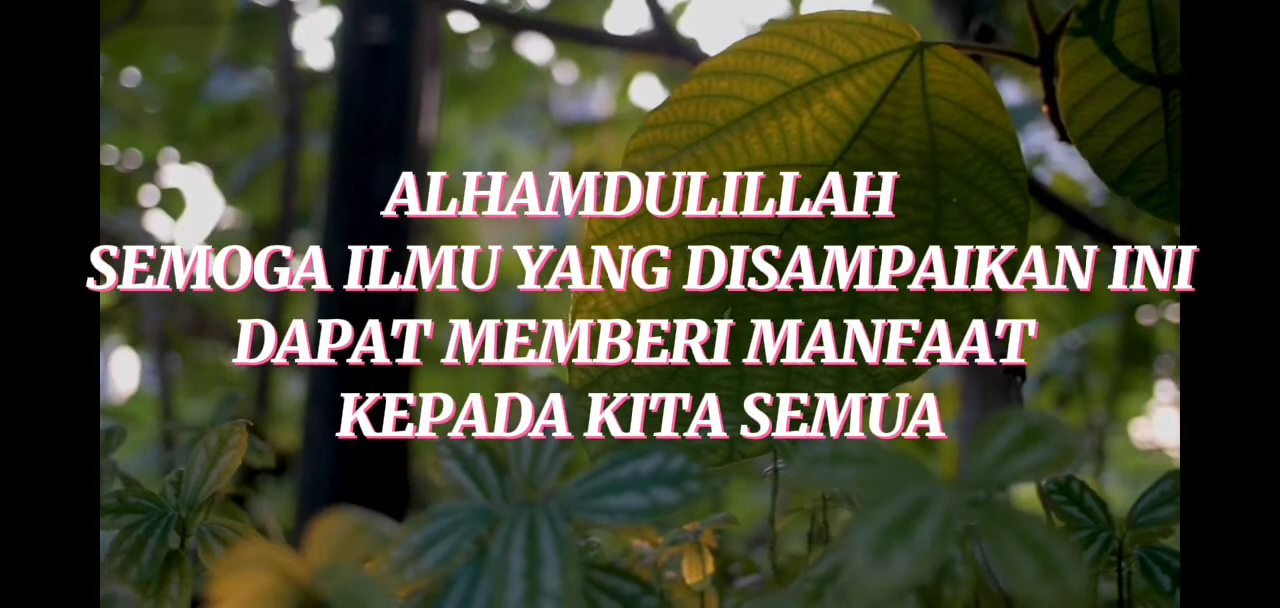 ALHAMDULILLAH
SEMOGA ILMU YANG DISAMPAIKAN INI
DAPAT MEMBERI MANFAAT
KEPADA KITA SEMUA